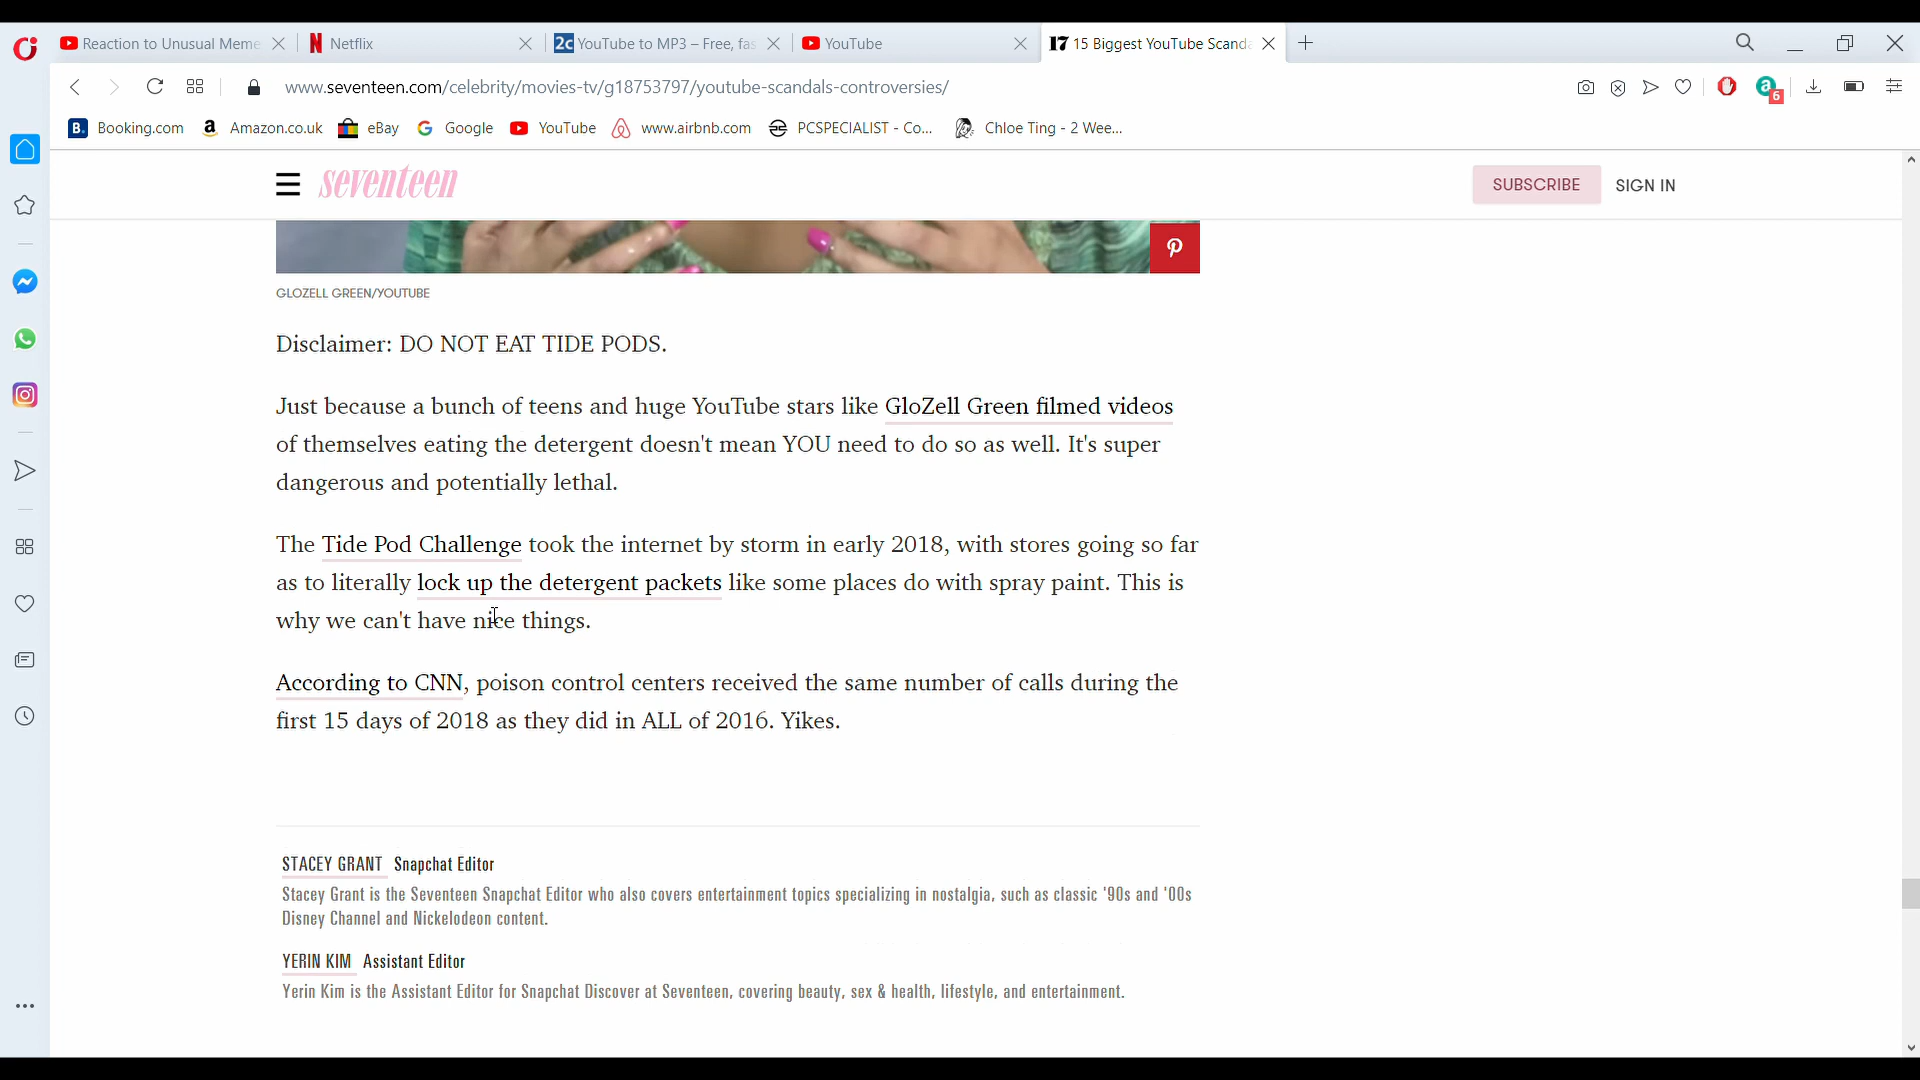 Reaction to Unusual Meme
Netflix
2c YouTube to MP3 – Free, fas
YouTube
17 15 Biggest YouTube Scanda
www.seventeen.com/celebrity/movies-tv/g18753797/youtube-scandals-controversies/
6
B. Booking.com
a Amazon.co.uk
eBay
Google
YouTube
www.airbnb.com
PCSPECIALIST - Co...
Chloe Ting - 2 Wee...
seventeen
SUBSCRIBE
SIGN IN
GLOZELL GREEN/YOUTUBE
Disclaimer: DO NOT EAT TIDE PODS.
Just because a bunch of teens and huge YouTube stars like GloZell Green filmed videos
of themselves eating the detergent doesn't mean YOU need to do so as well. It's super
dangerous and potentially lethal.
The Tide Pod Challenge took the internet by storm in early 2018, with stores going so far
as to literally lock up the detergent packets like some places do with spray paint. This is
why we can't have nice things.
According to CNN, poison control centers received the same number of calls during the
first 15 days of 2018 as they did in ALL of 2016. Yikes.
STACEY GRANT Snapchat Editor
Stacey Grant is the Seventeen Snapchat Editor who also covers entertainment topics specializing in nostalgia, such as classic '90s and '00s
Disney Channel and Nickelodeon content.
YERIN KIM Assistant Editor
Yerin Kim is the Assistant Editor for Snapchat Discover at Seventeen, covering beauty, sex & health, lifestyle, and entertainment.